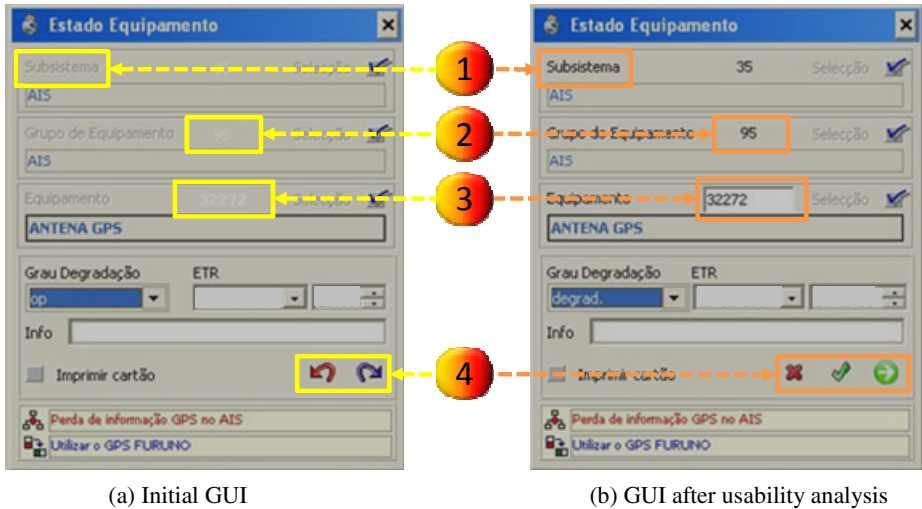 Estado Equipamento
Subsistema Selecção
AIS
Grupo de Equipamento 95
AIS
Equipamento 32272 Selecção
ANTENA GPS
Grau Degradação ETR
op
Info
Imprimir cartão
Perda de informação GPS no AIS
Utilizar o GPS FURUNO
(a) Initial GUI
1
2
3
4
Estado Equipamento
Subsistema 35 Selecção
AIS
Grupo de Equipamento 95 Selecção
AIS
Equipamento 32272 Selecção
ANTENA GPS
Grau Degradação ETR
degrad.
Info
Imprimir cartão
Perda de informação GPS no AIS
Utilizar o GPS FURUNO
(b) GUI after usability analysis